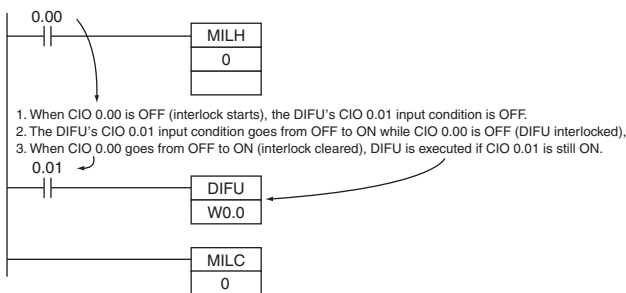 0.00
MILH
0
1. When CIO 0.00 is OFF (interlock starts), the DIFU's CIO 0.01 input condition is OFF.
2. The DIFU's CIO 0.01 input condition goes from OFF to ON while CIO 0.00 is OFF (DIFU interlocked),
3. When CIO 0.00 goes from OFF to ON (interlock cleared), DIFU is executed if CIO 0.01 is still ON.
0.01
DIFU
W0.0
MILC
0